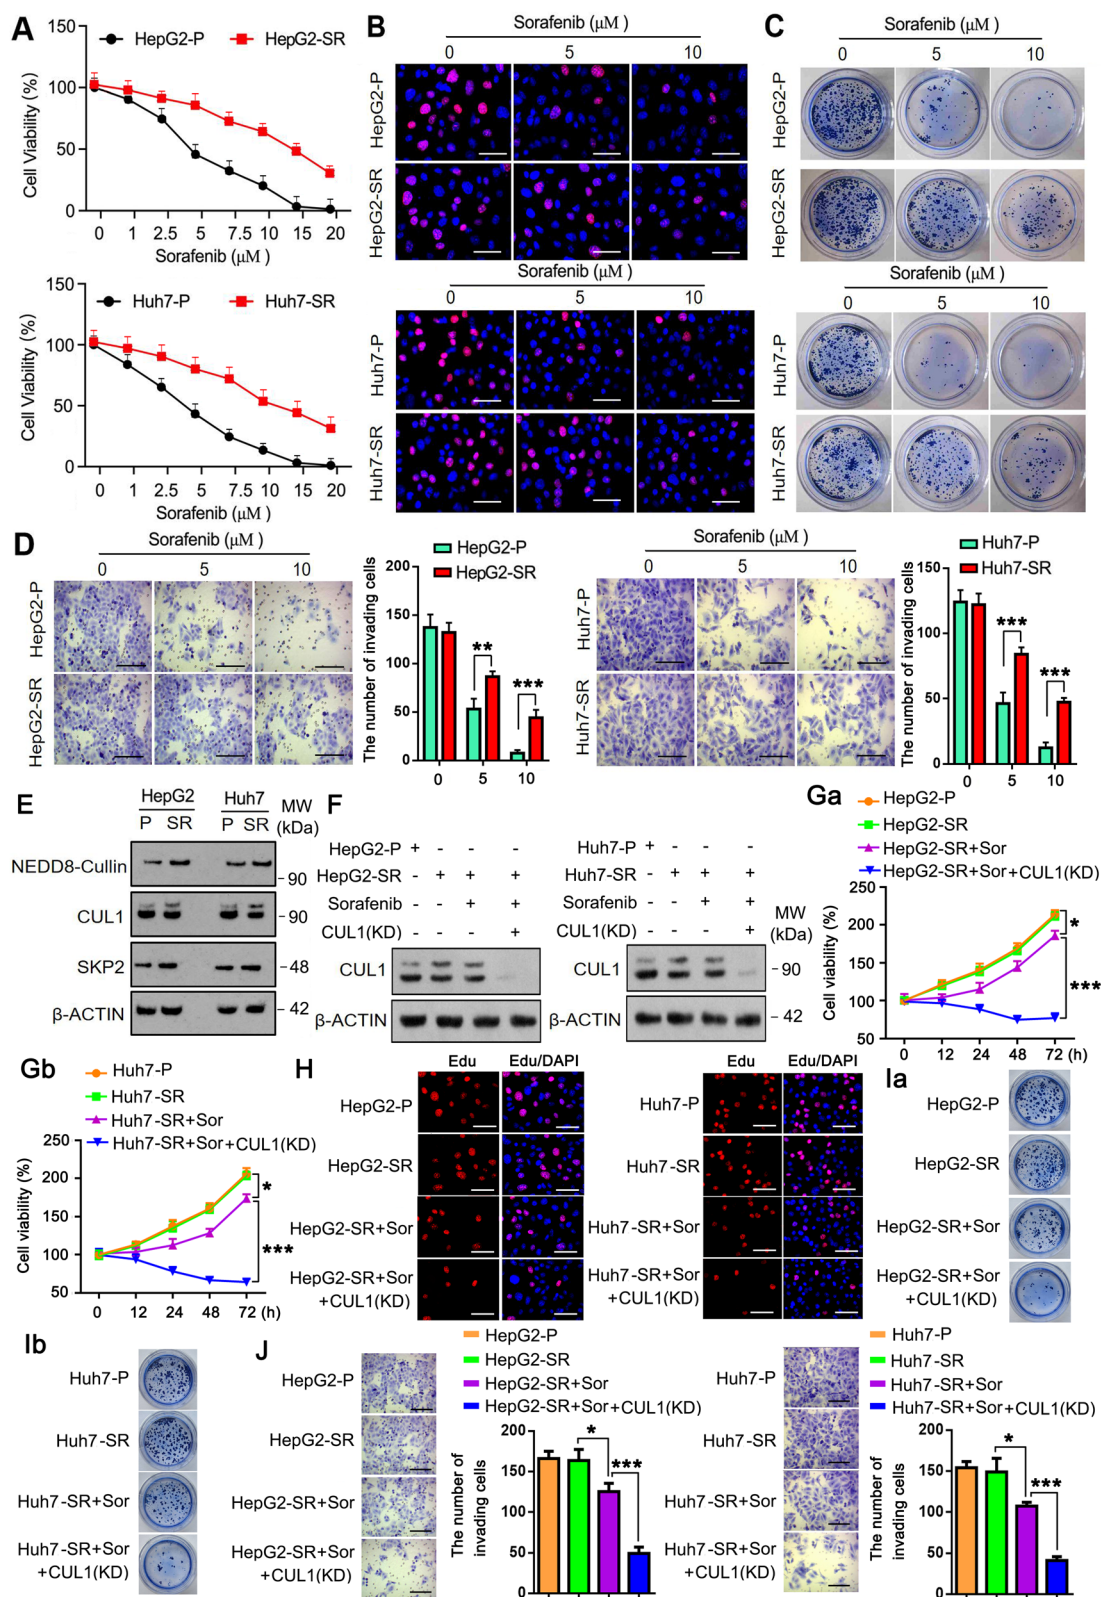 A
150
HepG2-P
HepG2-SR
Cell Viability (%)
100
50
0
0 1 2.5 5 7.5 10 15 20
Sorafenib (μM )
150
Huh7-P
Huh7-SR
Cell Viability (%)
100
50
0
0 1 2.5 5 7.5 10 15 20
Sorafenib (μM )
B
Sorafenib (μM )
0 5 10
HepG2-P
HepG2-SR
Sorafenib (μM )
0 5 10
Huh7-P
Huh7-SR
C
Sorafenib (μM )
0 5 10
HepG2-P
HepG2-SR
Sorafenib (μM )
0 5 10
Huh7-P
Huh7-SR
D
Sorafenib (μM )
0 5 10
HepG2-P
HepG2-SR
HepG2-P
HepG2-SR
The number of invading cells
200
150
100
50
0
** ***
0 5 10
Sorafenib (μM )
0 5 10
Huh7-P
Huh7-SR
Huh7-P
Huh7-SR
The number of invading cells
150
100
50
0
*** ***
0 5 10
E
HepG2 Huh7 MW
P SR P SR (kDa)
NEDD8-Cullin
- 90
CUL1
- 90
SKP2
- 48
β-ACTIN
- 42
F
HepG2-P + - - -
HepG2-SR - + + +
Sorafenib - - + +
CUL1(KD) - - - +
CUL1
β-ACTIN
Huh7-P + - - -
Huh7-SR - + + +
Sorafenib - - + +
CUL1(KD) - - - +
MW
(kDa)
CUL1
- 90
β-ACTIN
- 42
Ga
HepG2-P
HepG2-SR
HepG2-SR+Sor
HepG2-SR+Sor+CUL1(KD)
Cell viability (%)
250
200
150
100
50
*
***
0 12 24 48 72 (h)
Gb
Huh7-P
Huh7-SR
Huh7-SR+Sor
Huh7-SR+Sor+CUL1(KD)
Cell viability (%)
250
200
150
100
50
*
***
0 12 24 48 72 (h)
H
Edu Edu/DAPI
HepG2-P
HepG2-SR
HepG2-SR+Sor
HepG2-SR+Sor
+CUL1(KD)
Edu Edu/DAPI
Huh7-P
Huh7-SR
Huh7-SR+Sor
Huh7-SR+Sor
+CUL1(KD)
Ia
HepG2-P
HepG2-SR
HepG2-SR+Sor
HepG2-SR+Sor
+CUL1(KD)
Ib
Huh7-P
Huh7-SR
Huh7-SR+Sor
Huh7-SR+Sor
+CUL1(KD)
J
HepG2-P
HepG2-SR
HepG2-SR+Sor
HepG2-SR+Sor
+CUL1(KD)
HepG2-P
HepG2-SR
HepG2-SR+Sor
HepG2-SR+Sor+CUL1(KD)
The number of
invading cells
200
150
100
50
0
*
***
Huh7-P
Huh7-SR
Huh7-SR+Sor
Huh7-SR+Sor
+CUL1(KD)
Huh7-P
Huh7-SR
Huh7-SR+Sor
Huh7-SR+Sor+CUL1(KD)
The number of
invading cells
200
150
100
50
0
*
***